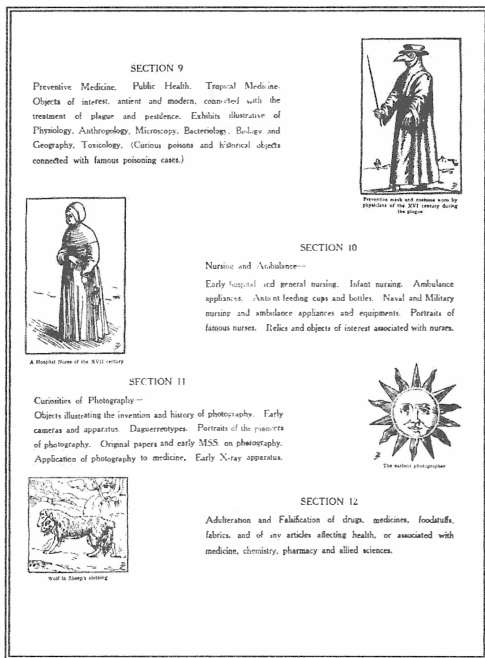 SECTION 9
Preventive Medicine. Public Health. Tropical Medicine.
Objects of interest, antient and modern, connected with the
treatment of plague and pestilence. Exhibits illustrative of
Physiology, Anthropology, Microscopy, Bacteriology, Biology and
Geography, Toxicology, (Curious poisons and historical objects
connected with famous poisoning cases.)
Preventive mask and costume worn by
physicians of the XVI century during
the plague
A Hospital Nurse of the XVII century
SECTION 10
Nursing and Ambulance—
Early hospital and general nursing. Infant nursing. Ambulance
appliances. Antient feeding cups and bottles. Naval and Military
nursing and ambulance appliances and equipments. Portraits of
famous nurses. Relics and objects of interest associated with nurses.
SECTION 11
Curiosities of Photography—
Objects illustrating the invention and history of photography. Early
cameras and apparatus. Daguerreotypes. Portraits of the pioneers
of photography. Original papers and early MSS. on photography.
Application of photography to medicine. Early X-ray apparatus.
The earliest photographer
Wolf in Sheep's clothing
SECTION 12
Adulteration and Falsification of drugs, medicines, foodstuffs,
fabrics, and of any articles affecting health, or associated with
medicine, chemistry, pharmacy and allied sciences.